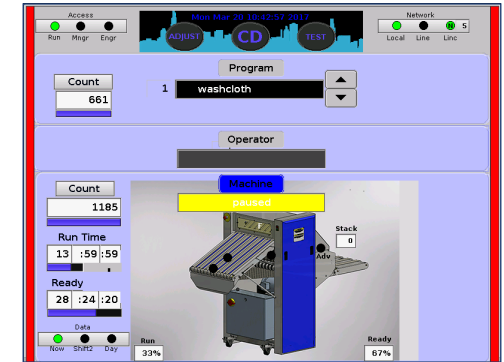 Access
Run Mngr Engr
Mon Mar 20 10:42:31 2017
ADJUST CD TEST
Network
N S
Local Line Linc
Count
661
Program
1 washcloth
Operator
Count
1185
Machine
paused
Run Time
13 :59 :59
Ready
28 :24 :20
Data
Now Shift2 Day
Stack
0
Adv
Run
33%
Ready
67%